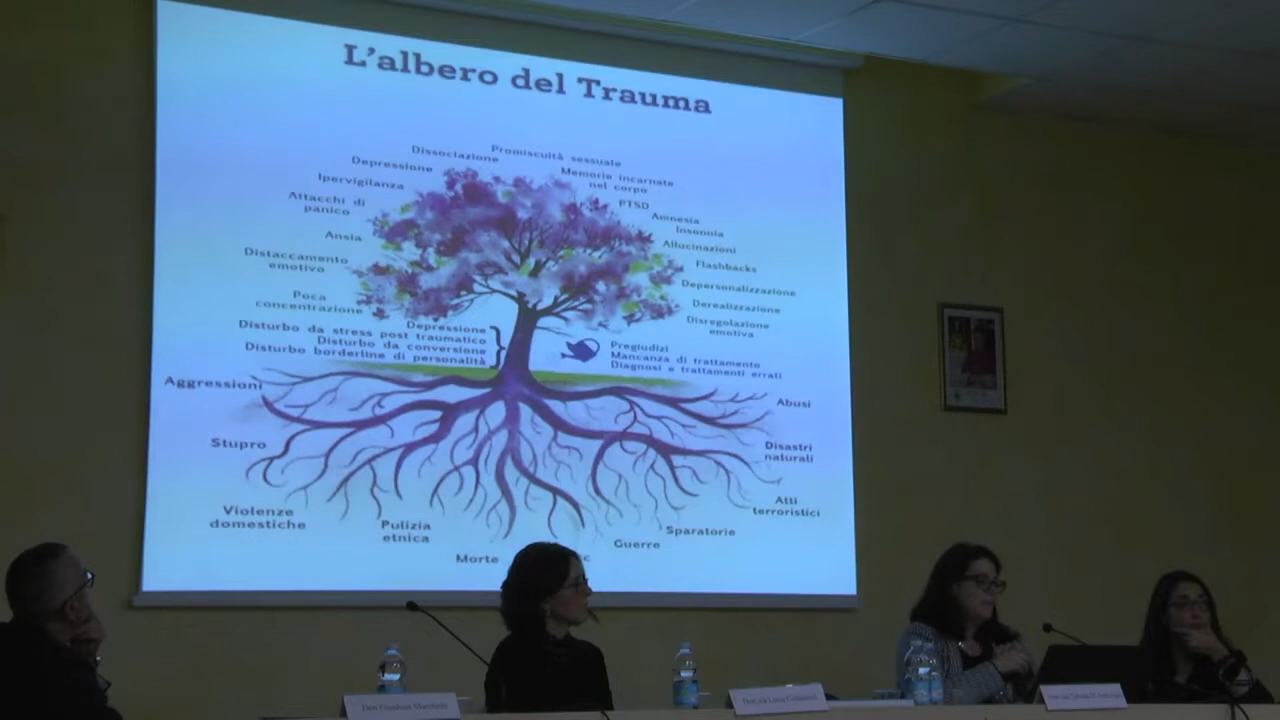 L'albero del Trauma
Promiscuità sessuale
Dissociazione
Depressione
Memorie incarnate
nel corpo
Ipervigilanza
PTSD
Attacchi di
panico
Amnesia
Insonnia
Ansia
Allucinazioni
Distaccamento
emotivo
Flashbacks
Depersonalizzazione
Poca
concentrazione
Derealizzazione
Disregolazione
emotiva
Depressione
Disturbo da stress post traumatico
Disturbo da conversione
Disturbo borderline di personalità
Pregiudizi
Mancanza di trattamento
Diagnosi e trattamenti errati
Aggressioni
Abusi
Stupro
Disastri
naturali
Violenze
domestiche
Atti
terroristici
Pulizia
etnica
Sparatorie
Guerre
Morte